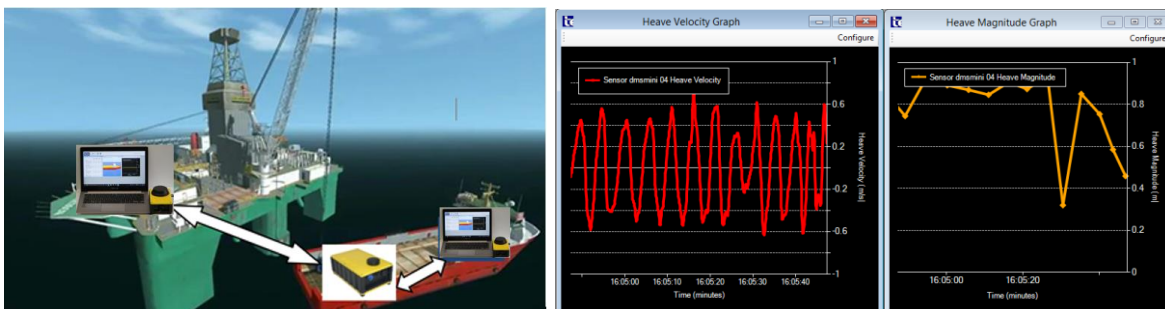 Heave Velocity Graph
Configure
Sensor dmsmini 04 Heave Velocity
1
0.6
0.2
-0.2
-0.6
-1
Heave Velocity (m/s)
16:05:00
16:05:10
16:05:20
16:05:30
16:05:40
Time (minutes)
Heave Magnitude Graph
Configure
Sensor dmsmini 04 Heave Magnitude
1
0.8
0.6
0.4
0.2
0
Heave Magnitude (m)
16:05:00
16:05:20
Time (minutes)